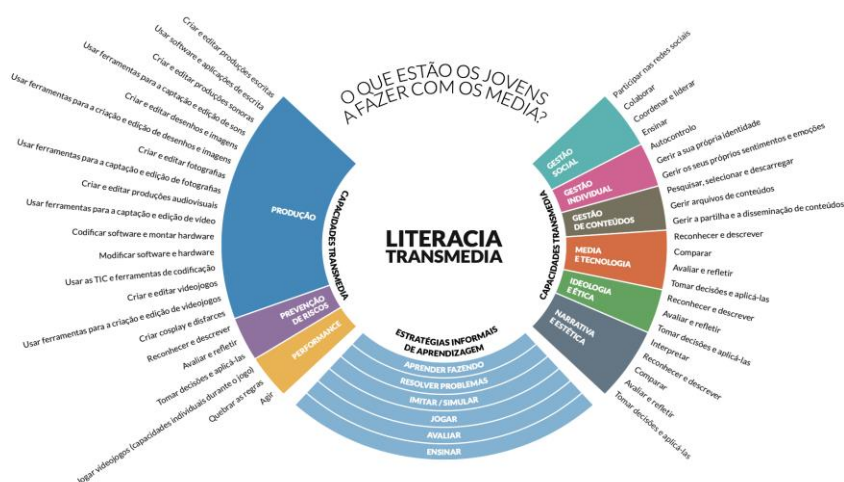 O QUE ESTÃO OS JOVENS
A FAZER COM OS MEDIA?
LITERACIA
TRANSMEDIA
CAPACIDADES TRANSMEDIA
PRODUÇÃO
Criar e editar produções escritas
Usar software e aplicações de escrita
Criar e editar produções sonoras
Usar ferramentas para a captação e edição de sons
Criar e editar desenhos e imagens
Usar ferramentas para a criação e edição de desenhos e imagens
Criar e editar fotografias
Usar ferramentas para a captação e edição de fotografias
Criar e editar produções audiovisuais
Usar ferramentas para a captação e edição de vídeo
Codificar software e montar hardware
Modificar software e hardware
Usar as TIC e ferramentas de codificação
Criar e editar videojogos
Usar ferramentas para a criação e edição de videojogos
Criar cosplay e disfarces
PREVENÇÃO
DE RISCOS
Reconhecer e descrever
Avaliar e refletir
Tomar decisões e aplicá-las
PERFORMANCE
Jogar videojogos (capacidades individuais durante o jogo)
Quebrar as regras
Agir
CAPACIDADES TRANSMEDIA
GESTÃO
SOCIAL
Participar nas redes sociais
Colaborar
Coordenar e liderar
Ensinar
GESTÃO
INDIVIDUAL
Autocontrolo
Gerir a sua própria identidade
Gerir os seus próprios sentimentos e emoções
GESTÃO
DE CONTEÚDOS
Pesquisar, selecionar e descarregar
Gerir arquivos de conteúdos
Gerir a partilha e a disseminação de conteúdos
MEDIA
E TECNOLOGIA
Reconhecer e descrever
Comparar
Avaliar e refletir
Tomar decisões e aplicá-las
IDEOLOGIA
E ÉTICA
Reconhecer e descrever
Avaliar e refletir
Tomar decisões e aplicá-las
NARRATIVA
E ESTÉTICA
Interpretar
Reconhecer e descrever
Comparar
Avaliar e refletir
Tomar decisões e aplicá-las
ESTRATÉGIAS INFORMAIS
DE APRENDIZAGEM
APRENDER FAZENDO
RESOLVER PROBLEMAS
IMITAR / SIMULAR
JOGAR
AVALIAR
ENSINAR